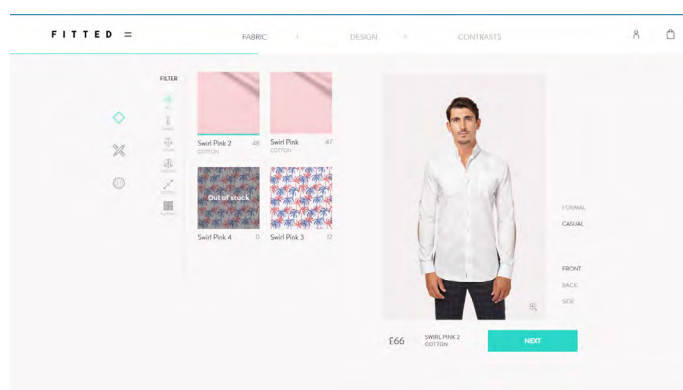 FITTED
FABRIC + DESIGN + CONTRASTS
FILTER
Swirl Pink 2 48
COTTON
Swirl Pink 47
COTTON
Out of stock
Swirl Pink 4 0
Swirl Pink 3 12
FORMAL
CASUAL
FRONT
BACK
SIDE
£66 SWIRL PINK 2
COTTON
NEXT